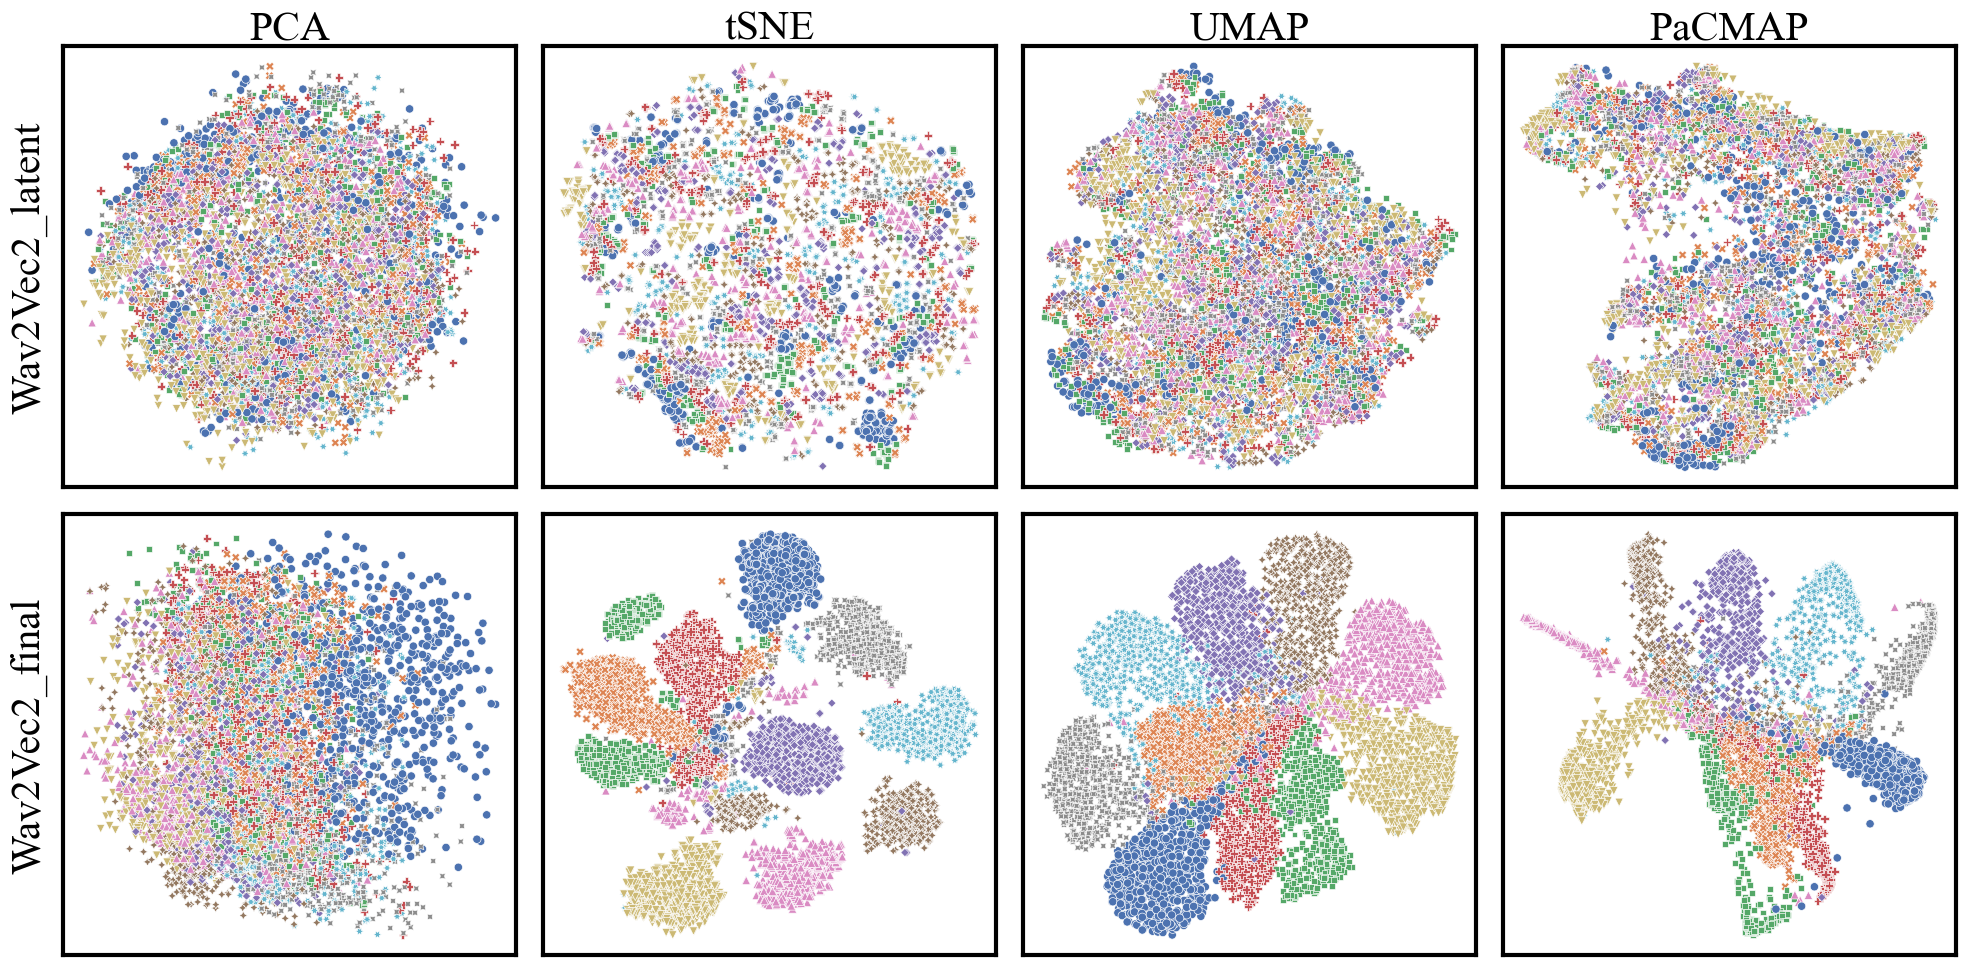 PCA
tSNE
UMAP
PaCMAP
Wav2Vec2_latent
Wav2Vec2_final